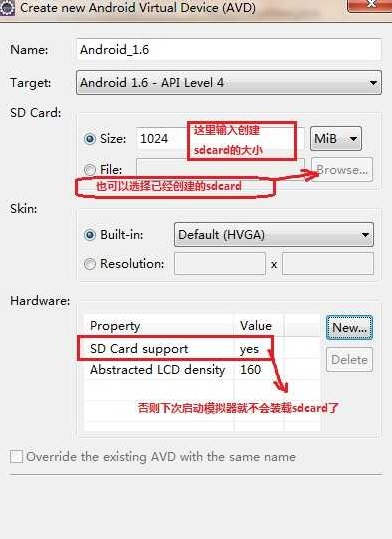 Create new Android Virtual Device (AVD)
Name: Android_1.6
Target: Android 1.6 - API Level 4
SD Card:
Size: 1024 MiB
这里输入创建
sdcard的大小
File: Browse...
也可以选择已经创建的sdcard
Skin:
Built-in: Default (HVGA)
Resolution: x
Hardware:
Property Value New...
SD Card support yes
Delete
Abstracted LCD density 160
否则下次启动模拟器就不会装载sdcard了
Override the existing AVD with the same name